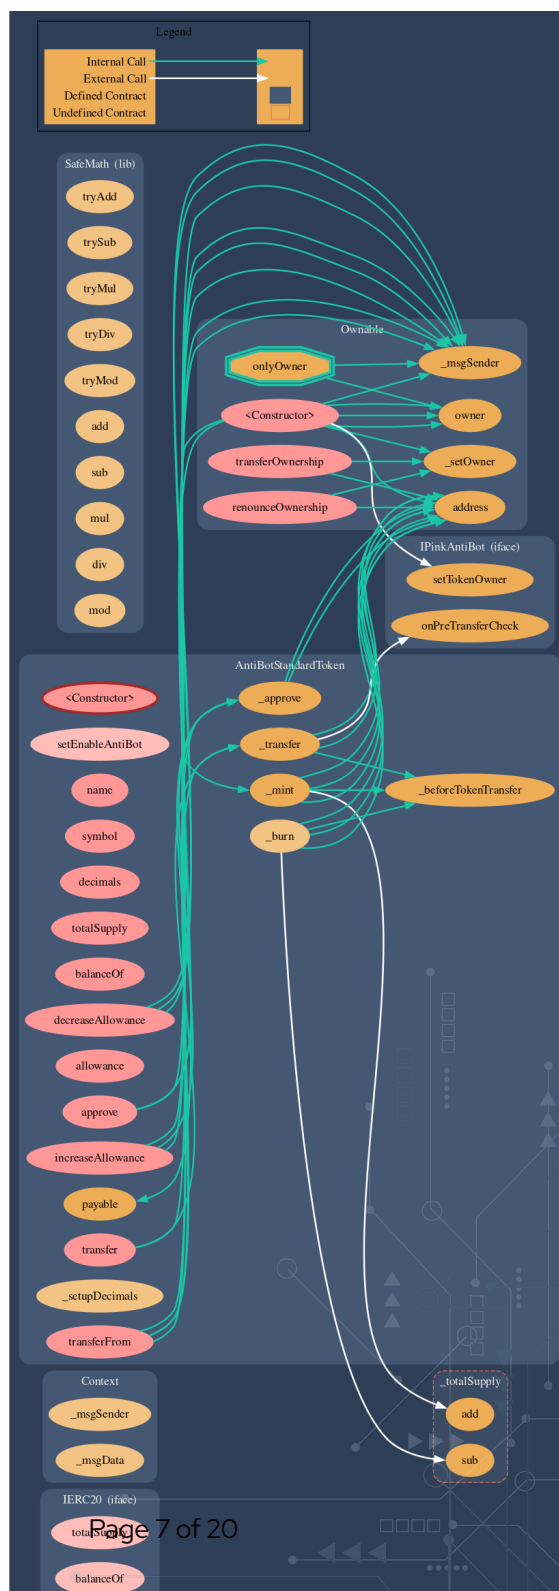 Legend
Internal Call
External Call
Defined Contract
Undefined Contract
SafeMath (lib)
tryAdd
trySub
tryMul
tryDiv
tryMod
add
sub
mul
div
mod
Ownable
onlyOwner
_msgSender
<Constructor>
owner
transferOwnership
_setOwner
renounceOwnership
address
IPinkAntiBot (iface)
setTokenOwner
onPreTransferCheck
AntiBotStandardToken
<Constructor>
_approve
setEnableAntiBot
_transfer
name
_mint
_beforeTokenTransfer
symbol
_burn
decimals
totalSupply
balanceOf
decreaseAllowance
allowance
approve
increaseAllowance
payable
transfer
_setupDecimals
transferFrom
Context
_msgSender
_msgData
_totalSupply
add
sub
IERC20 (iface)
totalSupply
Page 7 of 20
balanceOf